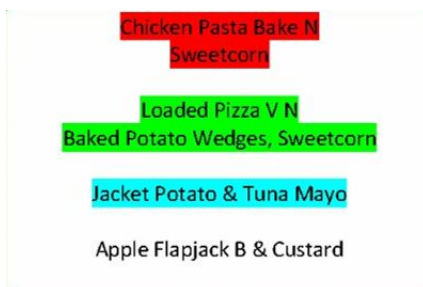 Chicken Pasta Bake N
Sweetcorn
Loaded Pizza V N
Baked Potato Wedges, Sweetcorn
Jacket Potato & Tuna Mayo
Apple Flapjack B & Custard